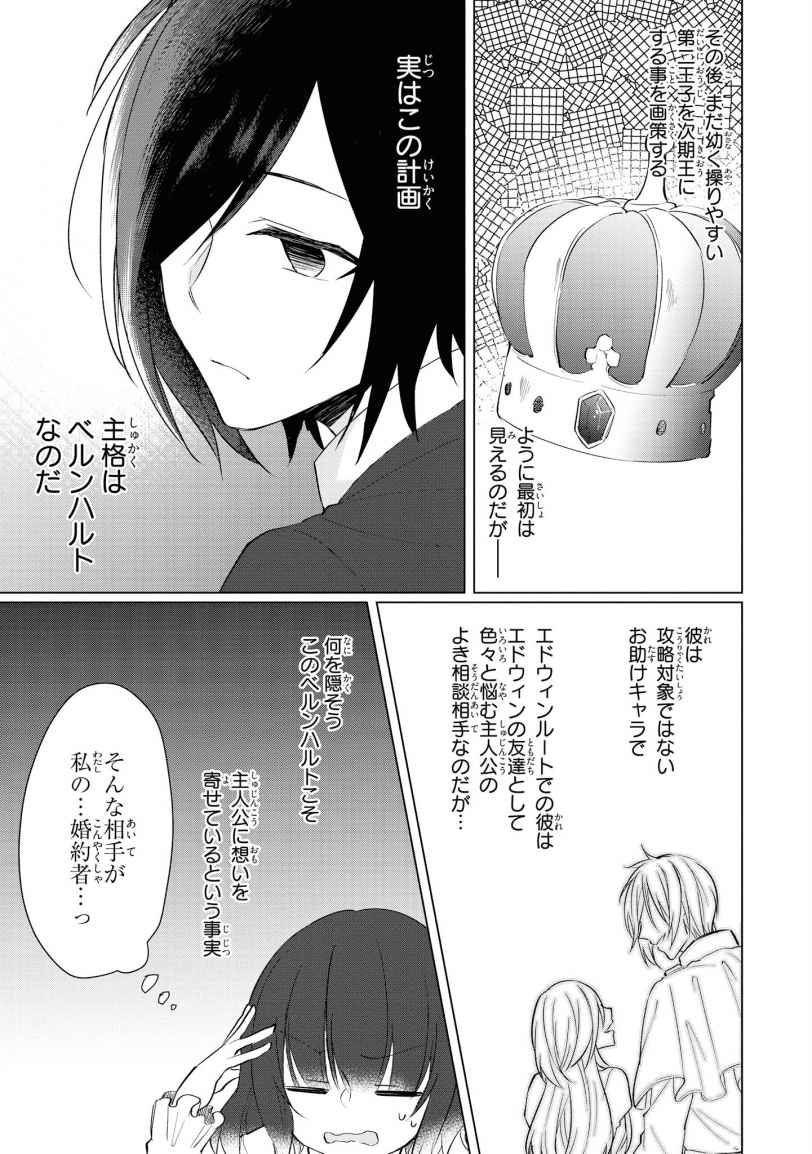 その後、まだ幼く操りやすい
第二王子を次期王に
する事を画策する
ように最初は
見えるのだが――
実はこの計画
主格は
ベルンハルト
なのだ
彼は
攻略対象ではない
お助けキャラで
エドウィンルートでの彼は
エドウィンの友達として
色々と悩む主人公の
よき相談相手なのだが…
何を隠そう
このベルンハルトこそ
主人公に想いを
寄せているという事実
そんな相手が
私の…婚約者…っ